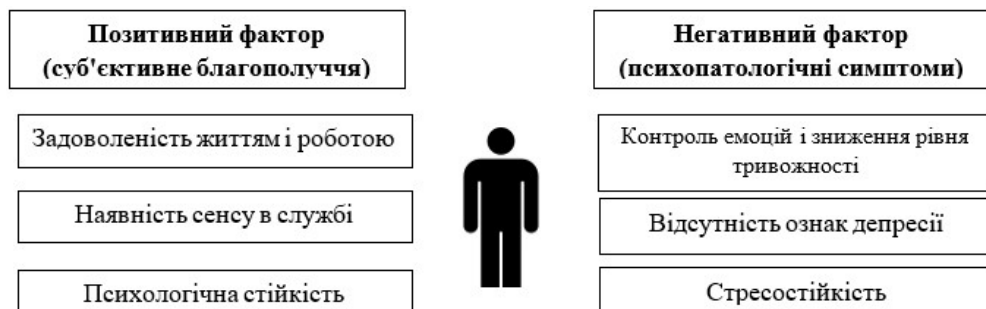 Позитивний фактор
(суб'єктивне благополуччя)
Задоволеність життям і роботою
Наявність сенсу в службі
Психологічна стійкість
Негативний фактор
(психопатологічні симптоми)
Контроль емоцій і зниження рівня
тривожності
Відсутність ознак депресії
Стресостійкість